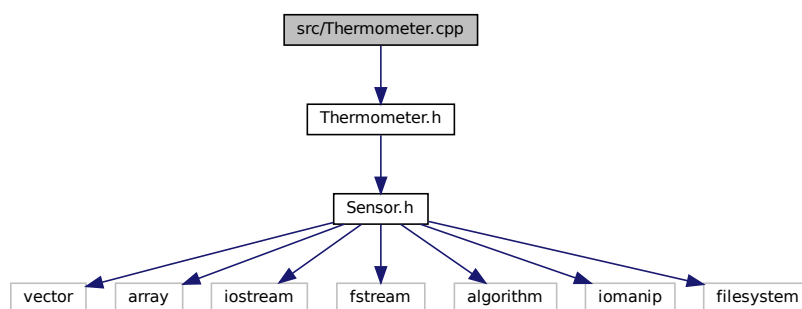 src/Thermometer.cpp
Thermometer.h
Sensor.h
vector
array
iostream
fstream
algorithm
iomanip
filesystem